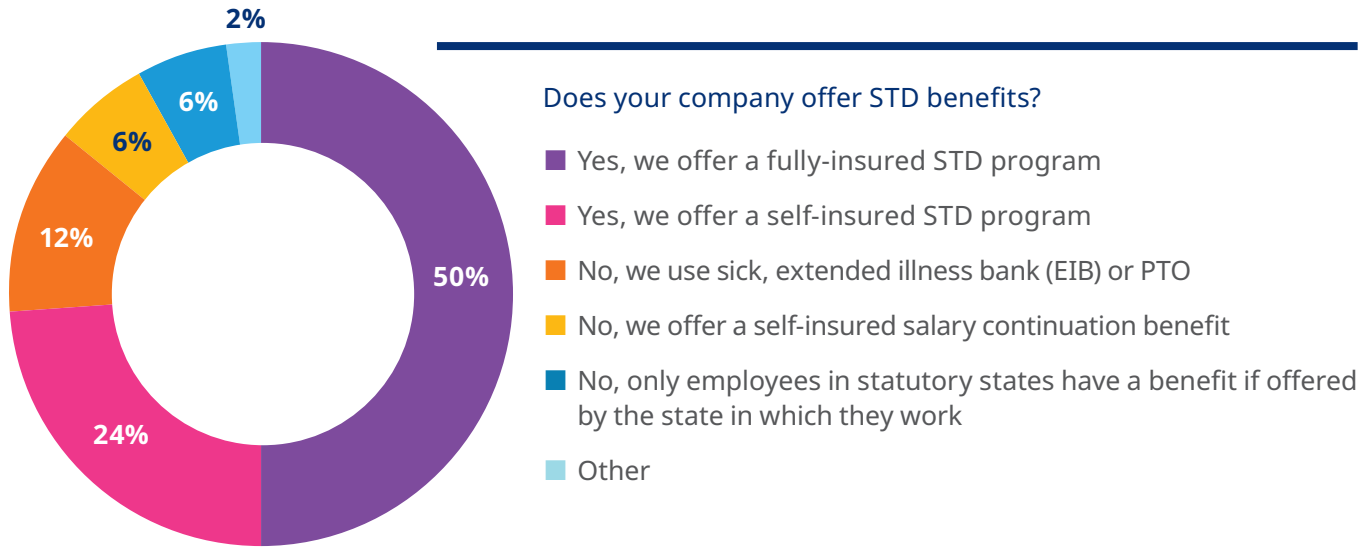 2%
6%
6%
12%
50%
24%
Does your company offer STD benefits?
Yes, we offer a fully-insured STD program
Yes, we offer a self-insured STD program
No, we use sick, extended illness bank (EIB) or PTO
No, we offer a self-insured salary continuation benefit
No, only employees in statutory states have a benefit if offered
by the state in which they work
Other